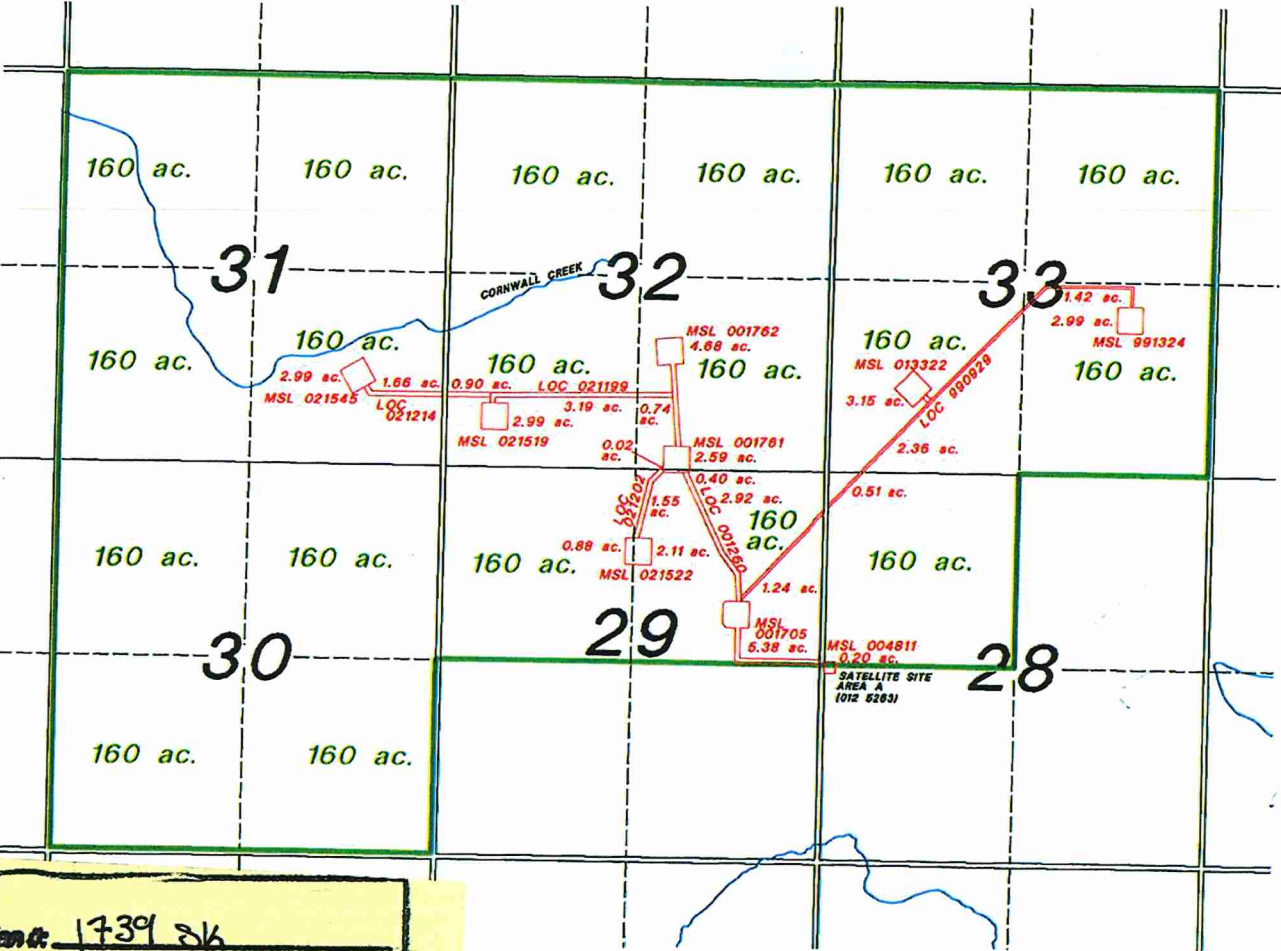 160 ac.
160 ac.
160 ac.
160 ac.
160 ac.
160 ac.
31
32
33
CORNWALL CREEK
160 ac.
160 ac.
160 ac.
160 ac.
160 ac.
160 ac.
1.42 ac.
2.99 ac.
MSL 991324
MSL 001762
4.68 ac.
MSL 013322
3.15 ac.
LOC 990929
2.36 ac.
0.51 ac.
2.99 ac.
MSL 021545
1.66 ac.
LOC
021214
0.90 ac.
LOC 021199
3.19 ac.
0.74
ac.
2.99 ac.
MSL 021519
MSL 001761
2.59 ac.
0.02
ac.
0.40 ac.
2.92 ac.
LOC
021202
1.55
ac.
LOC 001260
160
ac.
160 ac.
160 ac.
160 ac.
160 ac.
0.88 ac.
2.11 ac.
MSL 021522
1.24 ac.
29
30
28
MSL
001705
5.38 ac.
MSL 004811
0.20 ac.
SATELLITE SITE
AREA A
(012 5263)
160 ac.
160 ac.
1739 SK